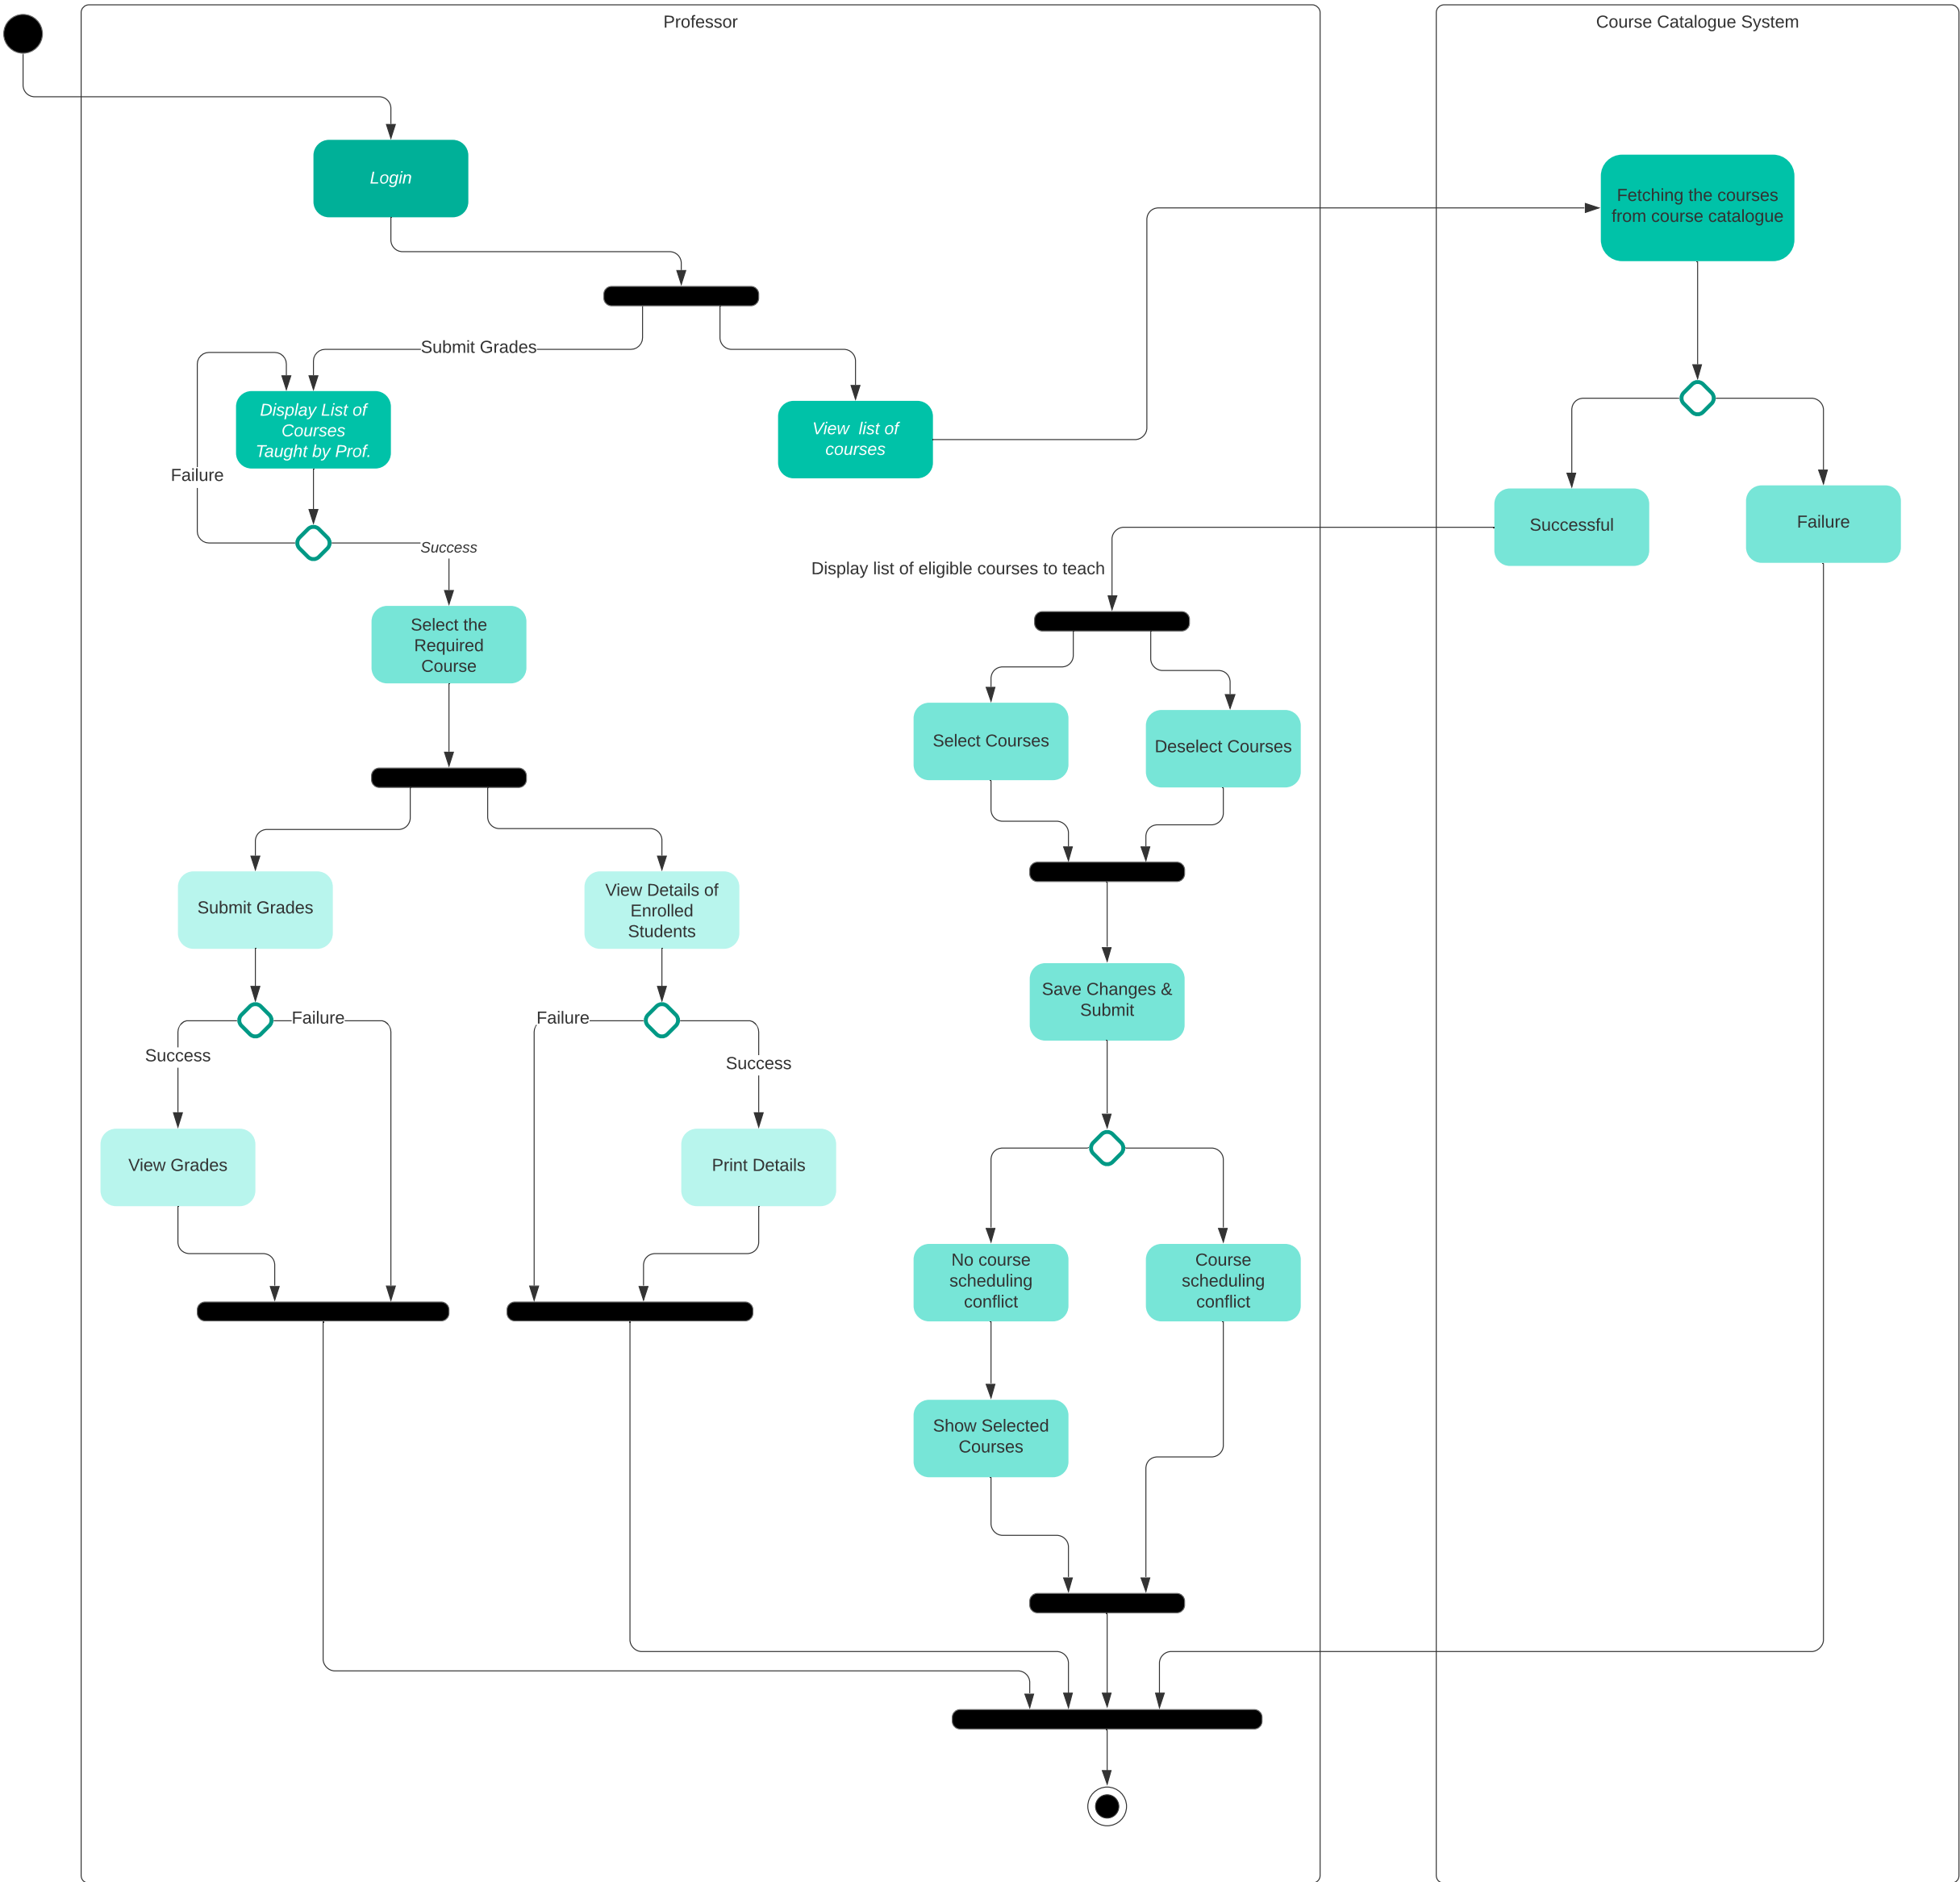 Professor
Course Catalogue System
Login
Fetching the courses
from course catalogue
Submit Grades
Display List of
Courses
Taught by Prof.
View  list of
courses
Failure
Success
Successful
Failure
Display list of eligible courses to teach
Select the
Required
Course
Select Courses
Deselect Courses
Submit Grades
View Details of
Enrolled
Students
Save Changes &
Submit
Failure
Success
Failure
Success
View Grades
Print Details
No course
scheduling
conflict
Course
scheduling
conflict
Show Selected
Courses